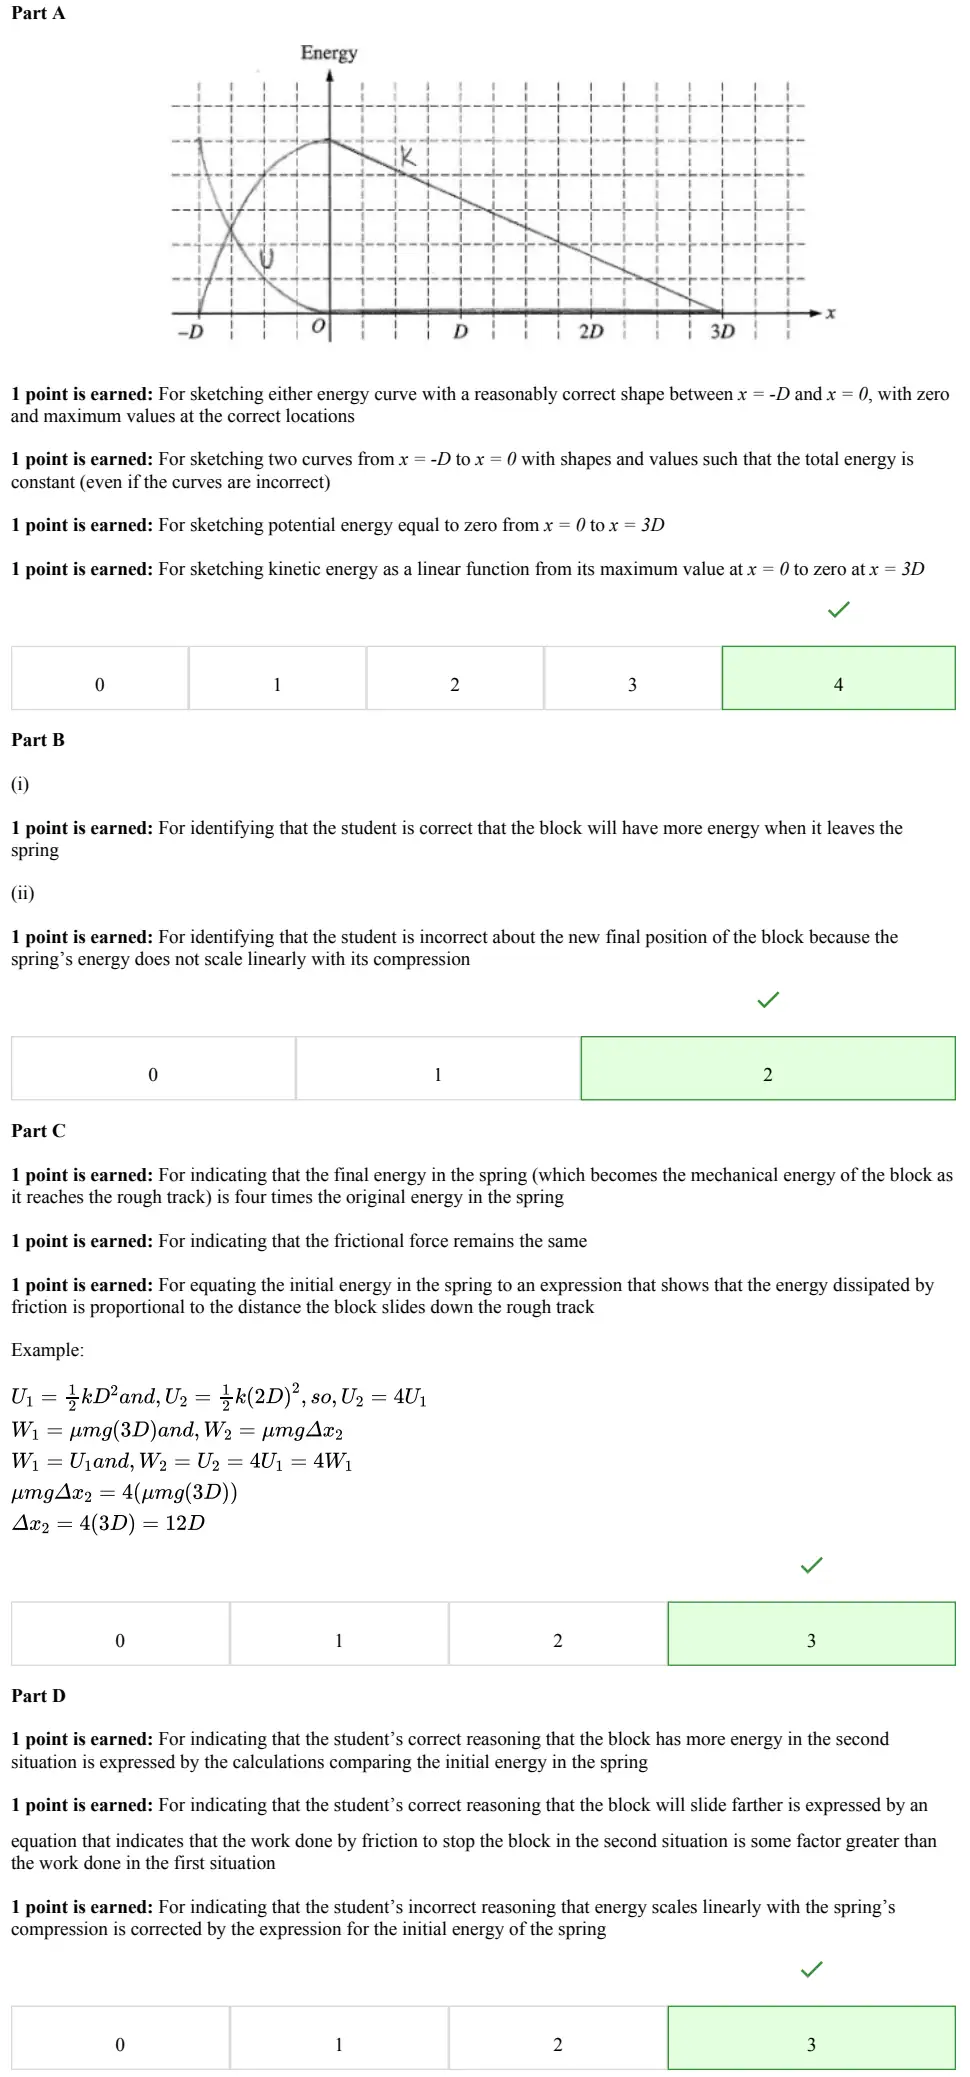 Part A
Energy
K
U
-D
O
D
2D
3D
x
1 point is earned: For sketching either energy curve with a reasonably correct shape between x = -D and x = 0, with zero
and maximum values at the correct locations
1 point is earned: For sketching two curves from x = -D to x = 0 with shapes and values such that the total energy is
constant (even if the curves are incorrect)
1 point is earned: For sketching potential energy equal to zero from x = 0 to x = 3D
1 point is earned: For sketching kinetic energy as a linear function from its maximum value at x = 0 to zero at x = 3D
✓
0 1 2 3 4
Part B
(i)
1 point is earned: For identifying that the student is correct that the block will have more energy when it leaves the
spring
(ii)
1 point is earned: For identifying that the student is incorrect about the new final position of the block because the
spring’s energy does not scale linearly with its compression
✓
0 1 2
Part C
1 point is earned: For indicating that the final energy in the spring (which becomes the mechanical energy of the block as
it reaches the rough track) is four times the original energy in the spring
1 point is earned: For indicating that the frictional force remains the same
1 point is earned: For equating the initial energy in the spring to an expression that shows that the energy dissipated by
friction is proportional to the distance the block slides down the rough track
Example:
U₁ = ½kD²and, U₂ = ½k(2D)², so, U₂ = 4U₁
W₁ = μmg(3D)and, W₂ = μmgΔx₂
W₁ = U₁and, W₂ = U₂ = 4U₁ = 4W₁
μmgΔx₂ = 4(μmg(3D))
Δx₂ = 4(3D) = 12D
✓
0 1 2 3
Part D
1 point is earned: For indicating that the student’s correct reasoning that the block has more energy in the second
situation is expressed by the calculations comparing the initial energy in the spring
1 point is earned: For indicating that the student’s correct reasoning that the block will slide farther is expressed by an
equation that indicates that the work done by friction to stop the block in the second situation is some factor greater than
the work done in the first situation
1 point is earned: For indicating that the student’s incorrect reasoning that energy scales linearly with the spring’s
compression is corrected by the expression for the initial energy of the spring
✓
0 1 2 3